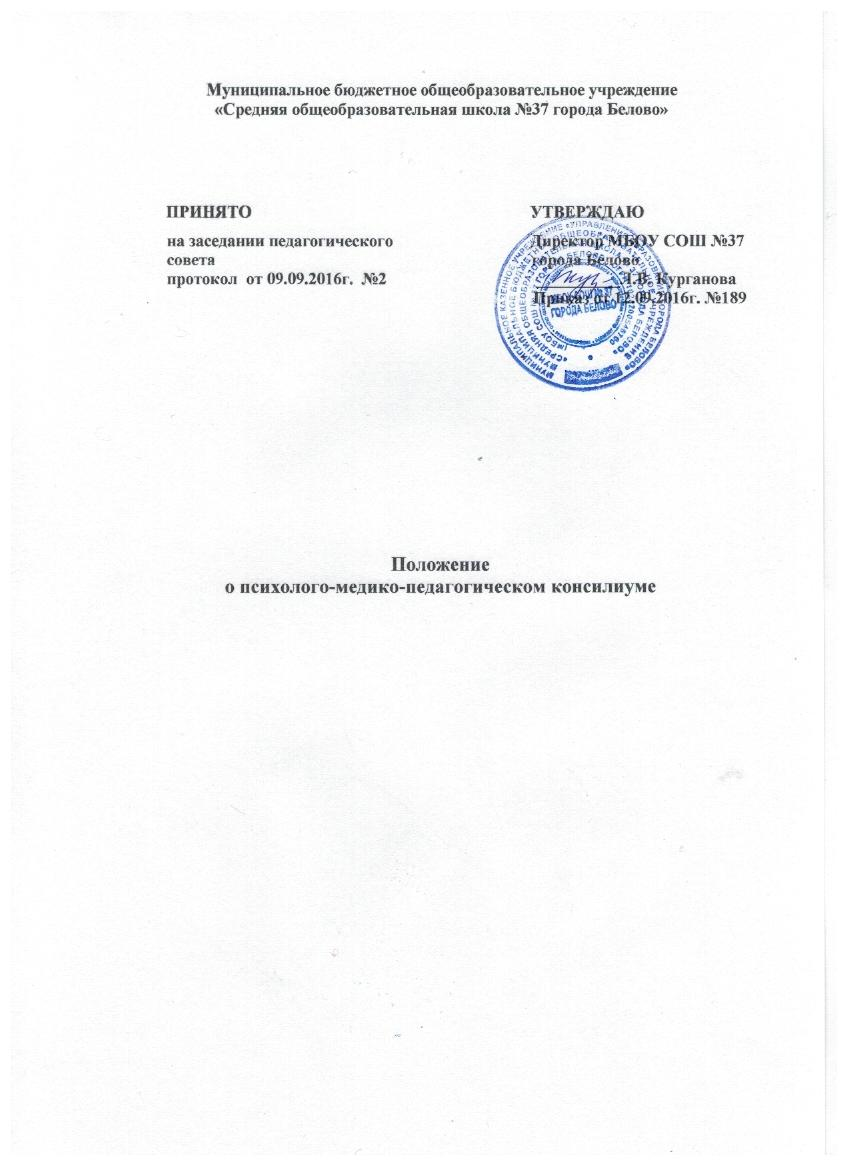 Муниципальное бюджетное общеобразовательное учреждение
«Средняя общеобразовательная школа №37 города Белово»
ПРИНЯТО
на заседании педагогического
совета
протокол от 09.09.2016г. №2
УТВЕРЖДАЮ
Директор МБОУ СОШ №37
города Белово
Курганова
Приказ от 12.09.2016г. №189
ГОРОДА БЕЛОВО
Положение
о психолого-медико-педагогическом консилиуме